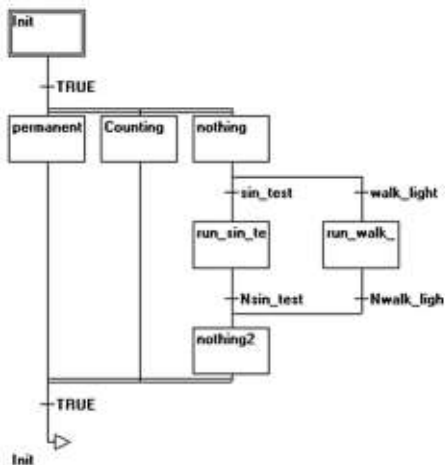 Init
TRUE
permanent Counting nothing
sin_test walk_light
run_sin_te run_walk_
Nsin_test Nwalk_ligh
nothing2
TRUE
Init